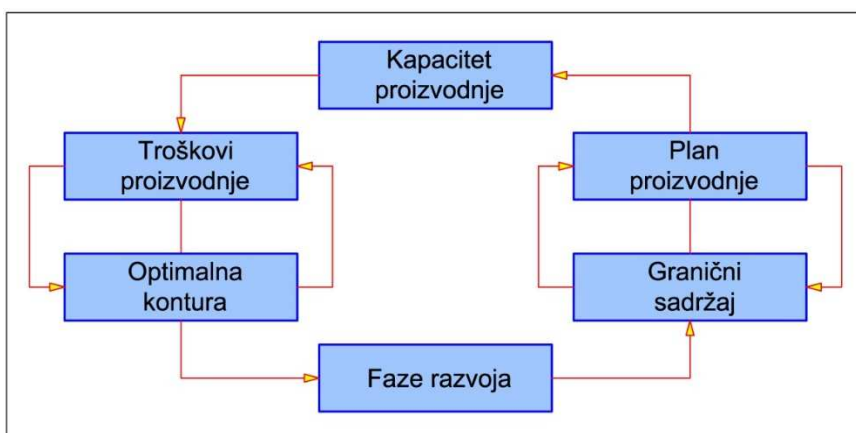 Kapacitet
proizvodnje
Troškovi
proizvodnje
Plan
proizvodnje
Optimalna
kontura
Granični
sadržaj
Faze razvoja